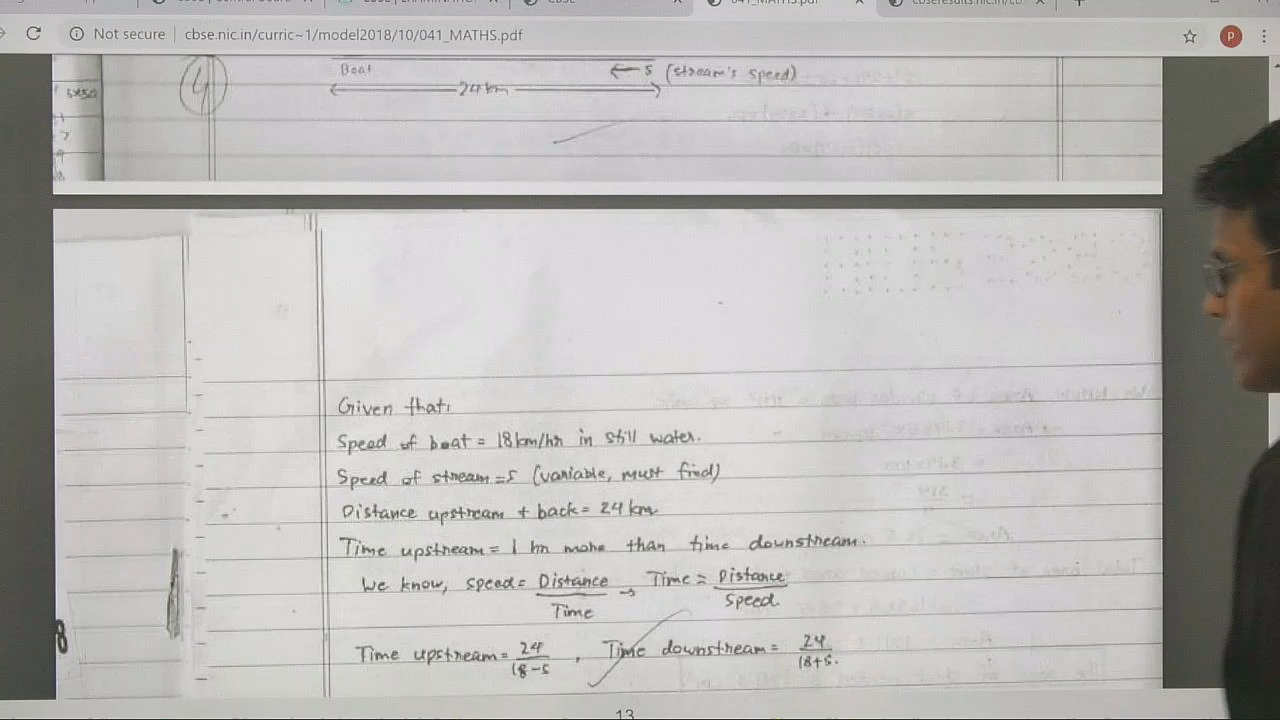 Not secure cbse.nic.in/curric~1/model2018/10/041_MATHS.pdf
P
4
Boat ← s (stream's speed)
24 km
Given that,
Speed of boat = 18 km/hr in still water.
Speed of stream = s (variable, must find)
Distance upstream + back = 24 km
Time upstream = 1 hr more than time downstream.
We know, speed = Distance/Time → Time = Distance/Speed
Time upstream = 24/18-s , Time downstream = 24/18+s.
8
13